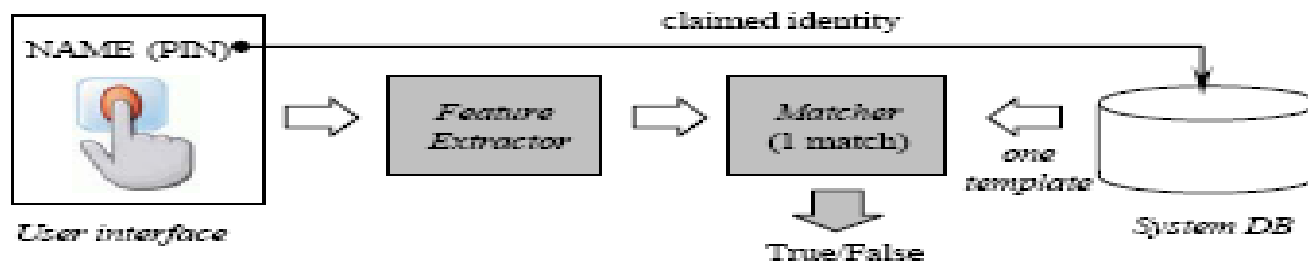 claimed identity
NAME (PIN)
Feature
Extractor
Matcher
(1 match)
one
template
User interface
System DB
True/False